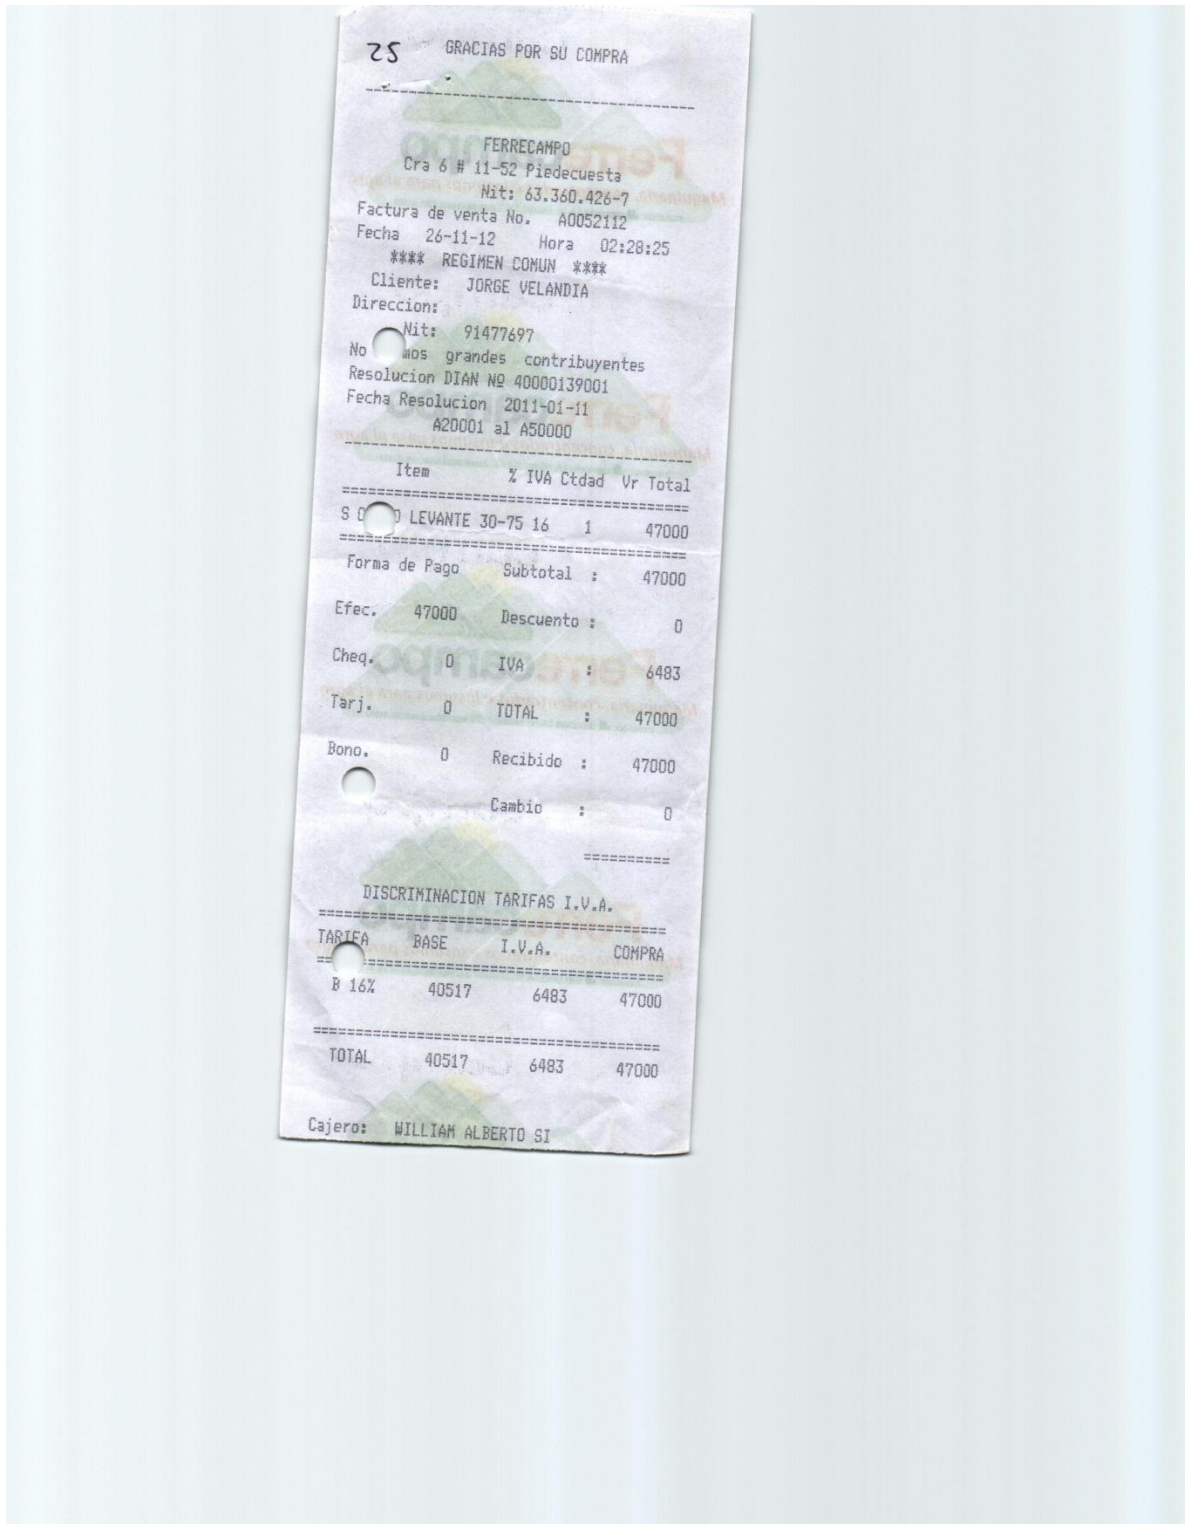 25 GRACIAS POR SU COMPRA
FERRECAMPO
Cra 6 # 11-52 Piedecuesta
Nit: 63.360.426-7
Factura de venta No. A0052112
Fecha 26-11-12 Hora 02:28:25
**** REGIMEN COMUN ****
Cliente: JORGE VELANDIA
Direccion:
Nit: 91477697
No mos grandes contribuyentes
Resolucion DIAN Nº 40000139001
Fecha Resolucion 2011-01-11
A20001 al A50000
Item % IVA Ctdad Vr Total
S LEVANTE 30-75 16 1 47000
Forma de Pago Subtotal : 47000
Efec. 47000 Descuento : 0
Cheq. 0 IVA : 6483
Tarj. 0 TOTAL : 47000
Bono. 0 Recibido : 47000
Cambio : 0
DISCRIMINACION TARIFAS I.V.A.
TARIFA BASE I.V.A. COMPRA
B 16% 40517 6483 47000
TOTAL 40517 6483 47000
Cajero: WILLIAM ALBERTO SI